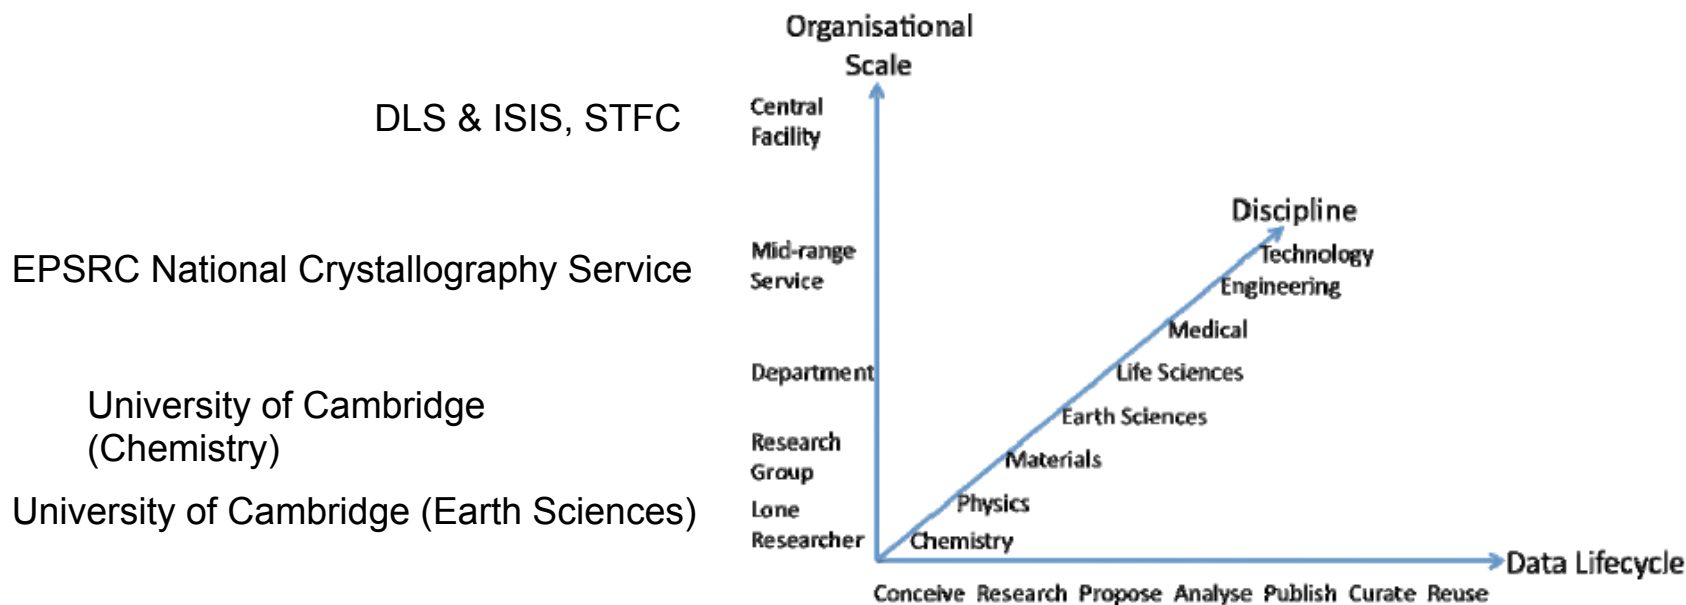 Organisational
Scale
DLS & ISIS, STFC
Central
Facility
Discipline
Technology
Mid-range
Service
EPSRC National Crystallography Service
Engineering
Medical
Department
Life Sciences
University of Cambridge
(Chemistry)
Earth Sciences
Research
Group
Materials
University of Cambridge (Earth Sciences)
Lone
Researcher
Physics
Chemistry
Data Lifecycle
Conceive Research Propose Analyse Publish Curate Reuse